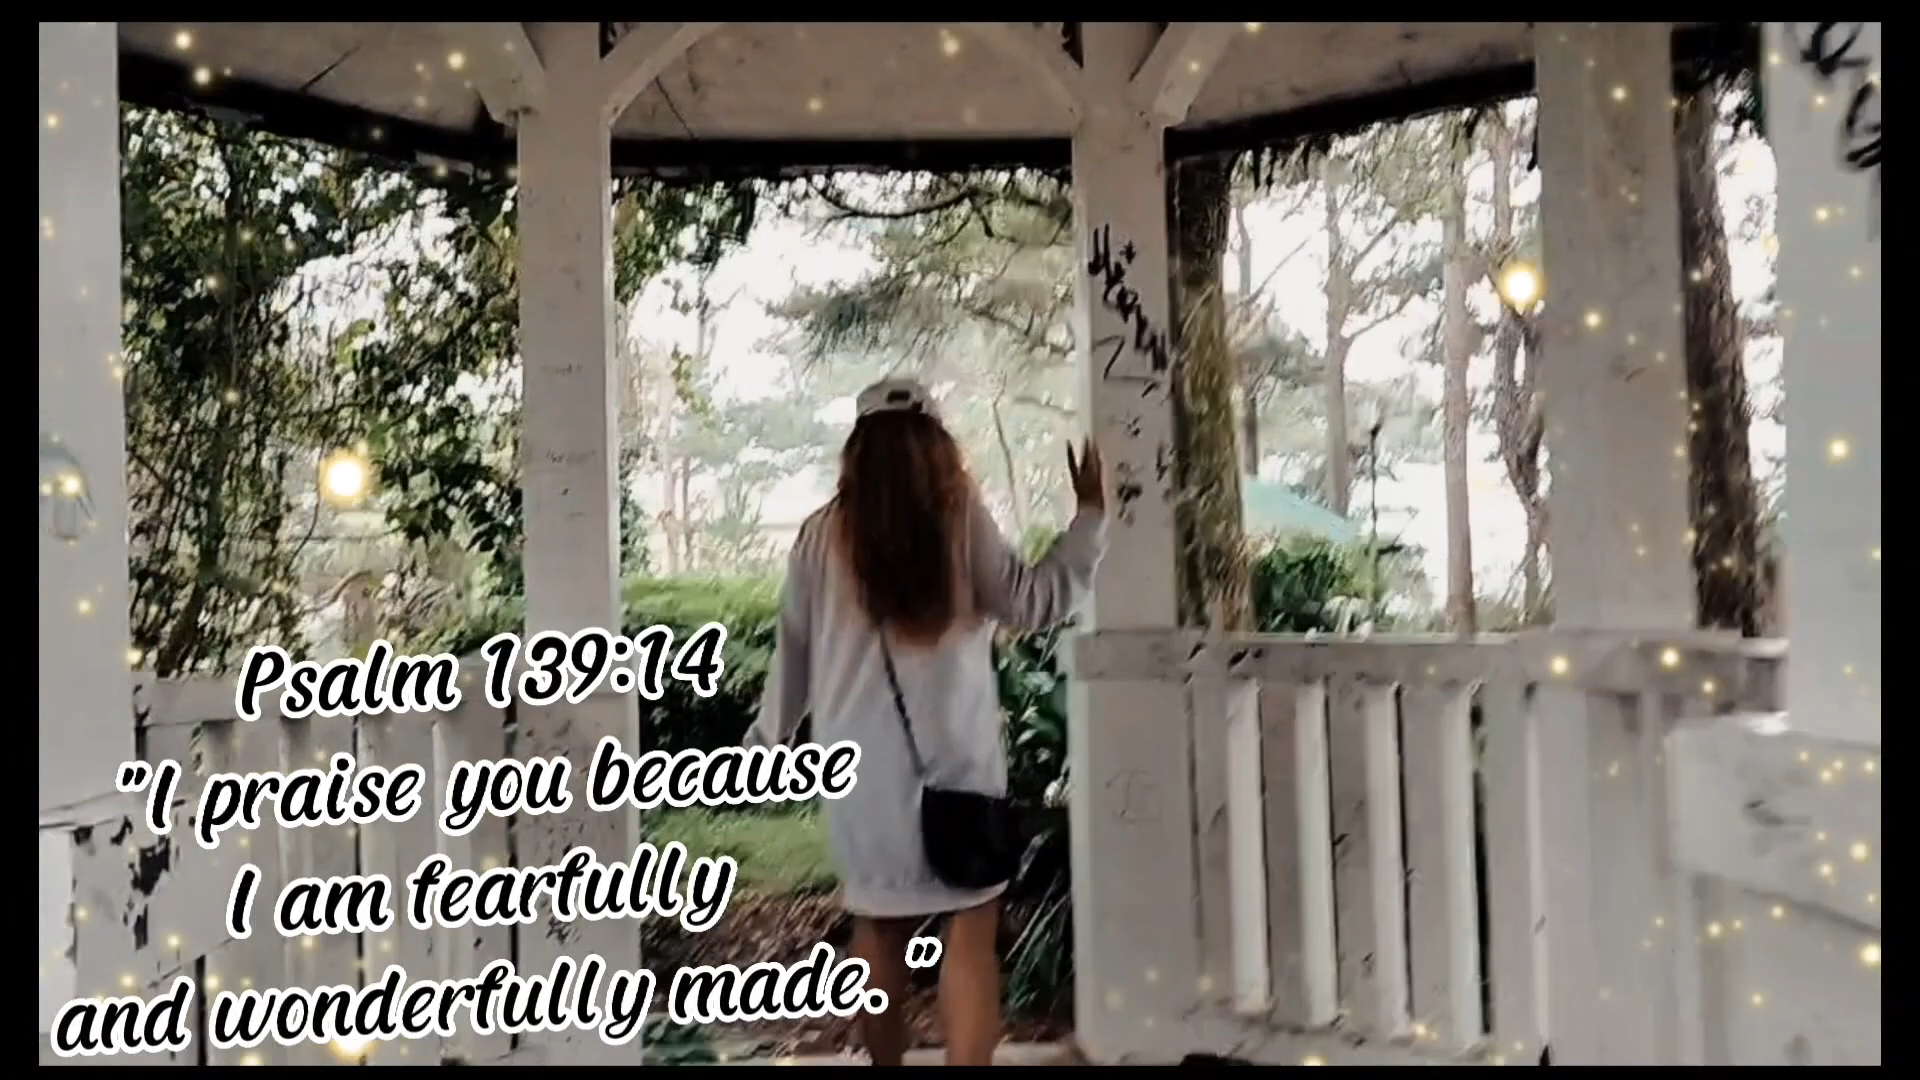 Psalm 139:14
"I praise you because
I am fearfully
and wonderfully made. "